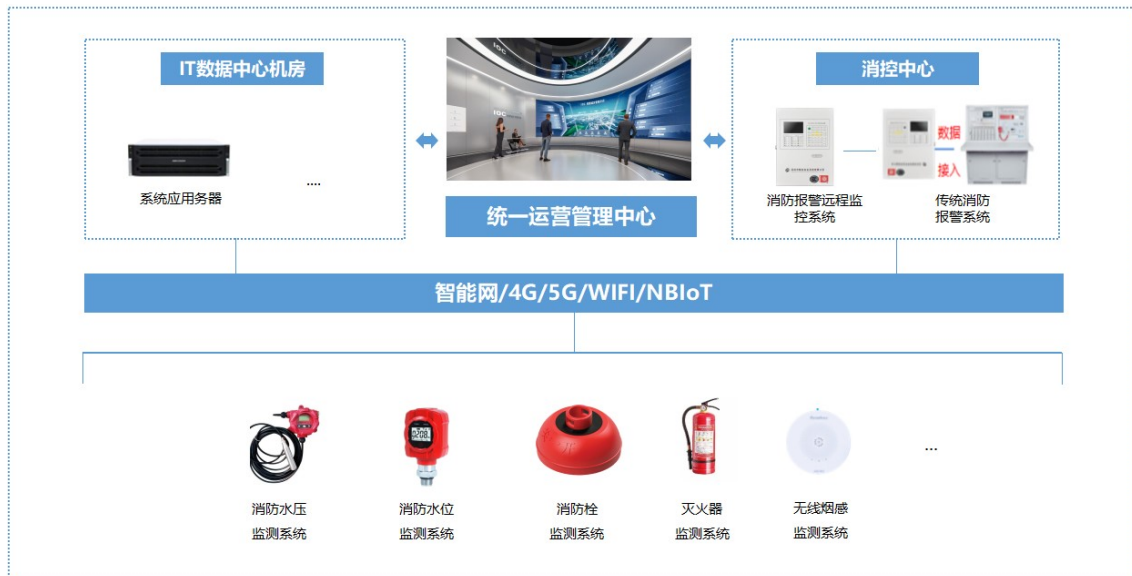 IT数据中心机房
消控中心
IOC
IOC
数据
接入
系统应用务器
....
统一运营管理中心
消防报警远程监
控系统
传统消防
报警系统
智能网/4G/5G/WIFI/NBIoT
...
消防水压
监测系统
消防水位
监测系统
消防栓
监测系统
灭火器
监测系统
无线烟感
监测系统